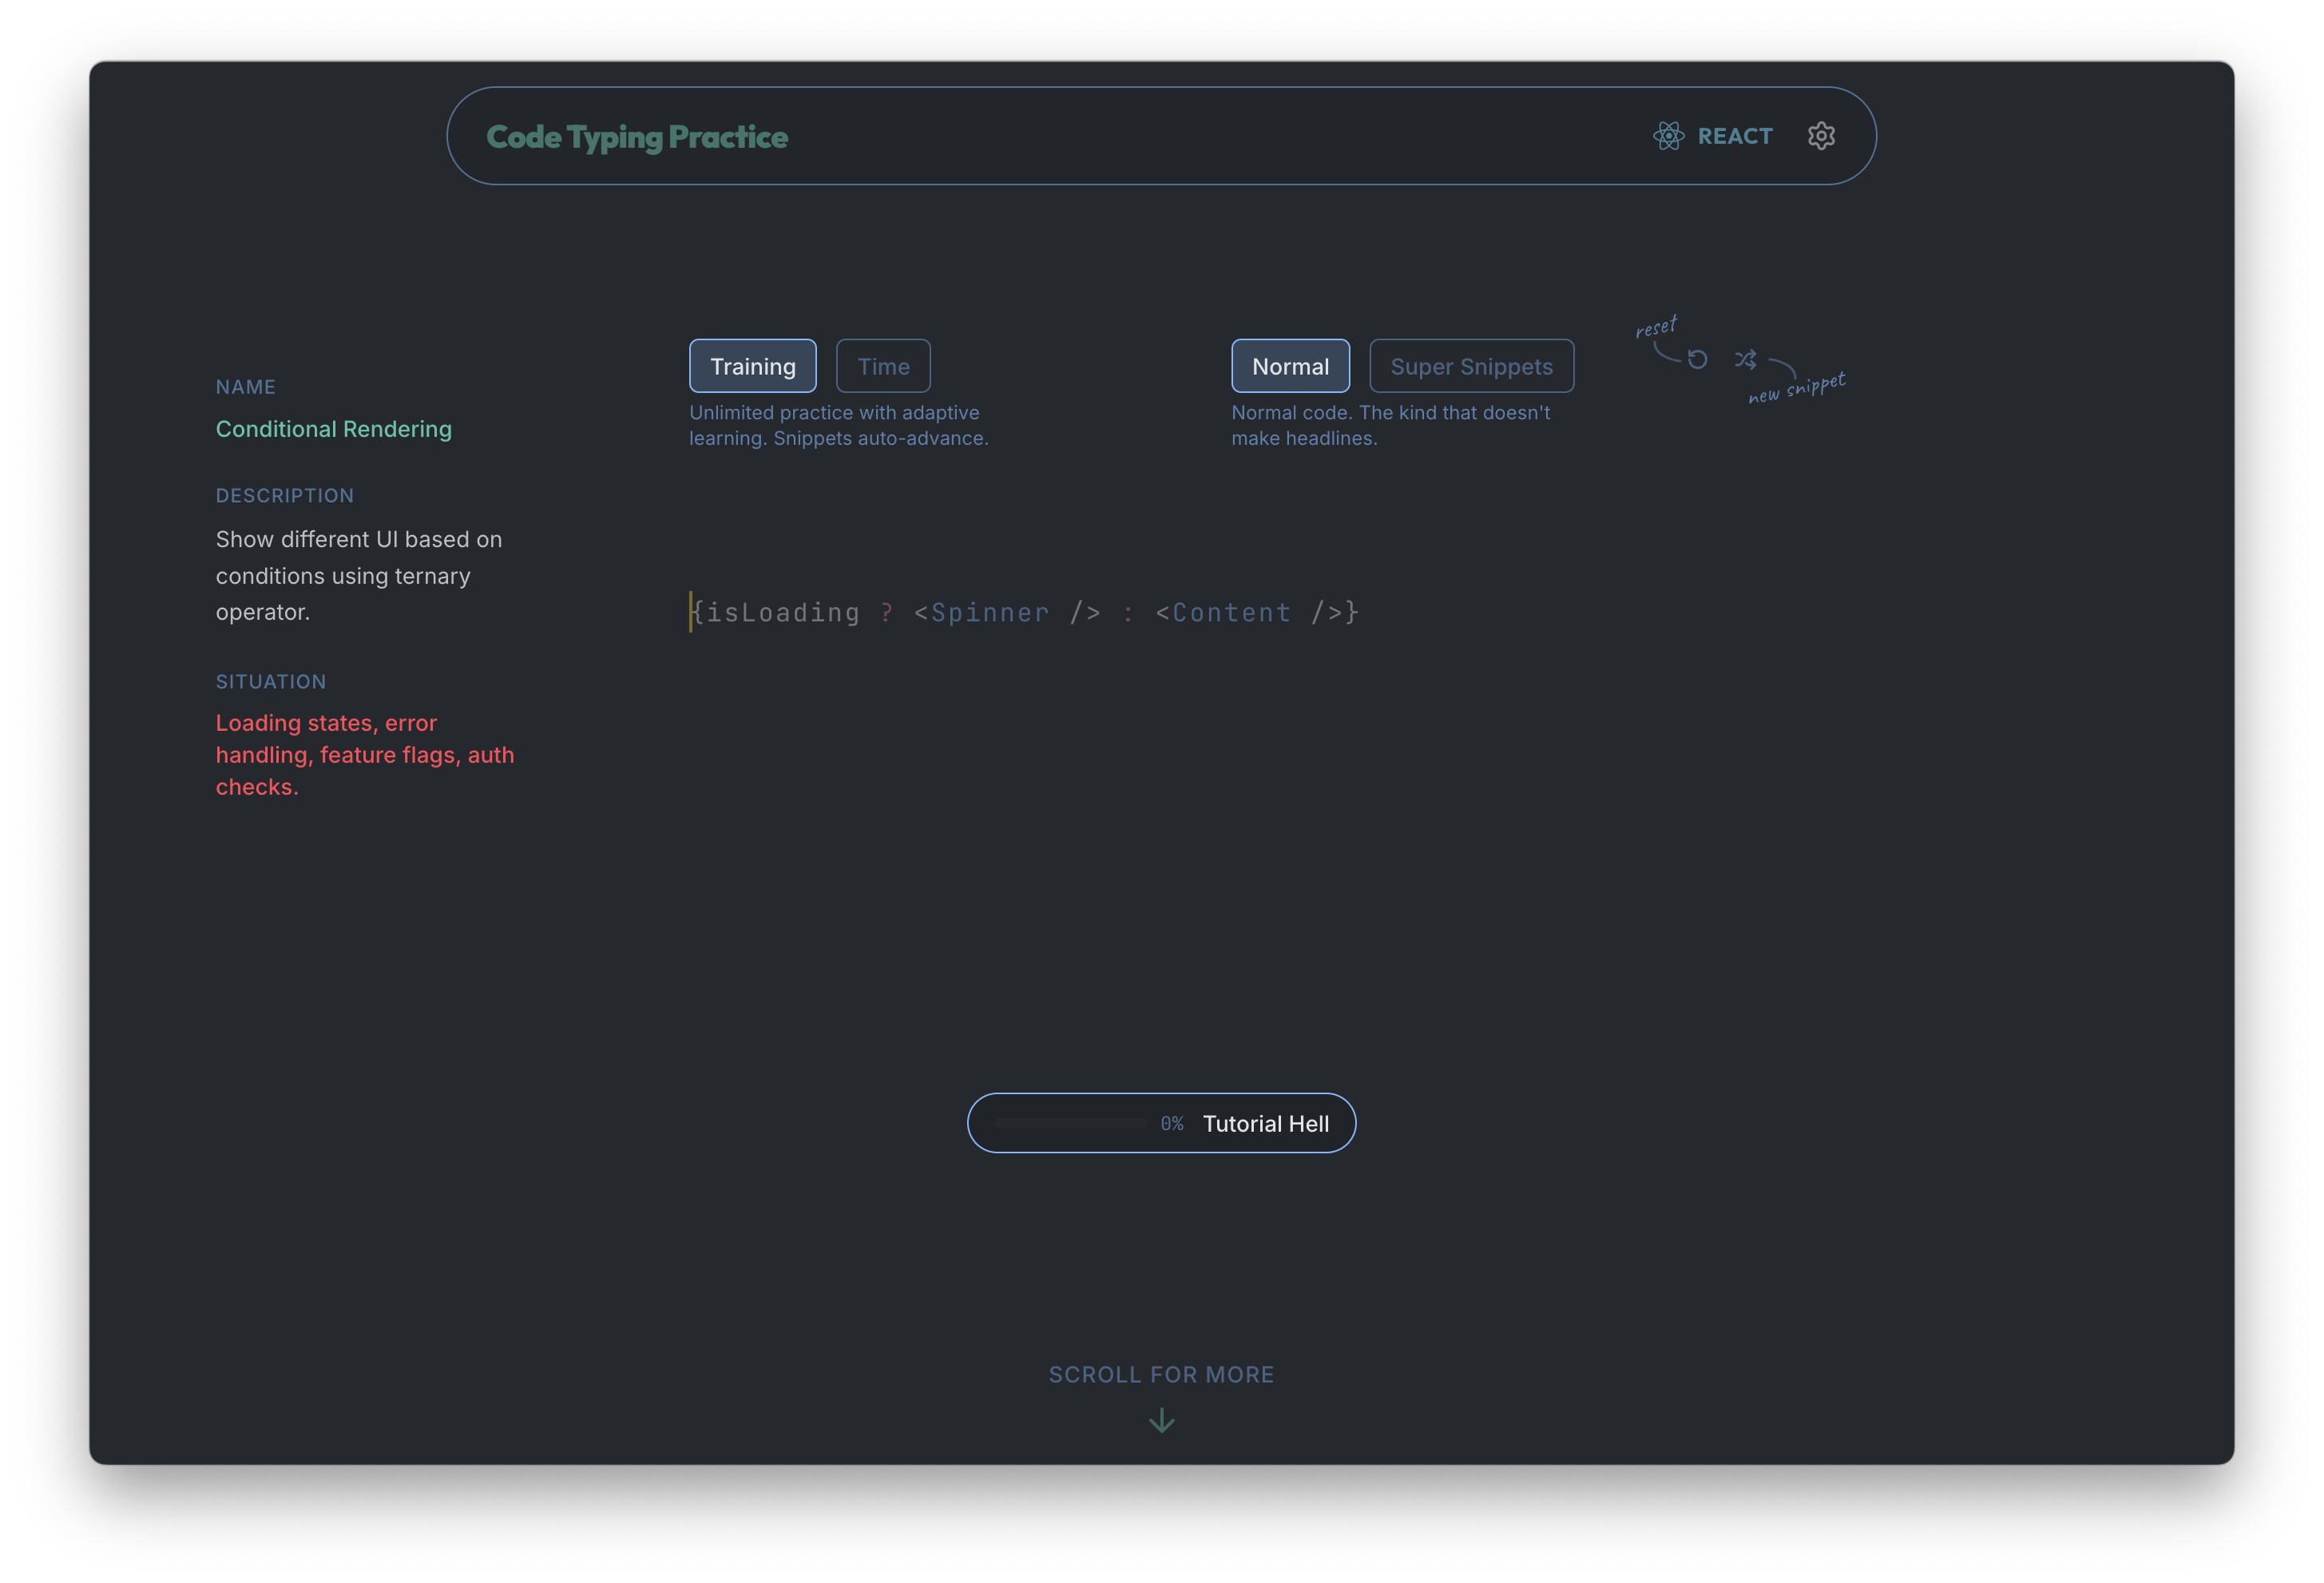 Code Typing Practice
REACT
NAME
Conditional Rendering
DESCRIPTION
Show different UI based on
conditions using ternary
operator.
SITUATION
Loading states, error
handling, feature flags, auth
checks.
Training
Time
Unlimited practice with adaptive
learning. Snippets auto-advance.
Normal
Super Snippets
Normal code. The kind that doesn't
make headlines.
reset
new snippet
{isLoading ? <Spinner /> : <Content />}
0%
Tutorial Hell
SCROLL FOR MORE